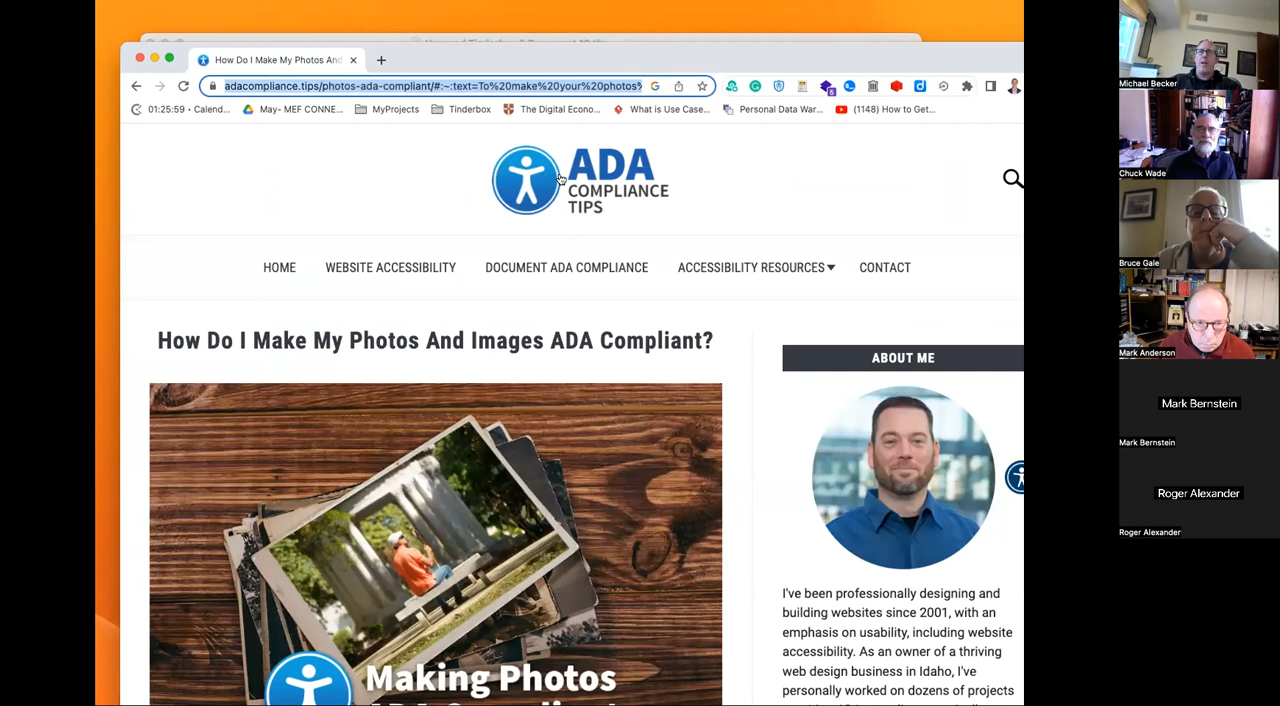 How Do I Make My Photos And
adacompliance.tips/photos-ada-compliant/#:~:text=To%20make%20your%20photos%
5
01:25:59 - Calend...
May- MEF CONNE...
MyProjects
Tinderbox
The Digital Econo...
What is Use Case...
Personal Data War...
(1148) How to Get...
ADA
COMPLIANCE
TIPS
HOME
WEBSITE ACCESSIBILITY
DOCUMENT ADA COMPLIANCE
ACCESSIBILITY RESOURCES
CONTACT
How Do I Make My Photos And Images ADA Compliant?
Making Photos
ADA Compliant
ABOUT ME
I've been professionally designing and
building websites since 2001, with an
emphasis on usability, including website
accessibility. As an owner of a thriving
web design business in Idaho, I've
personally worked on dozens of projects
Michael Becker
Chuck Wade
Bruce Gale
Mark Anderson
Mark Bernstein
Mark Bernstein
Roger Alexander
Roger Alexander